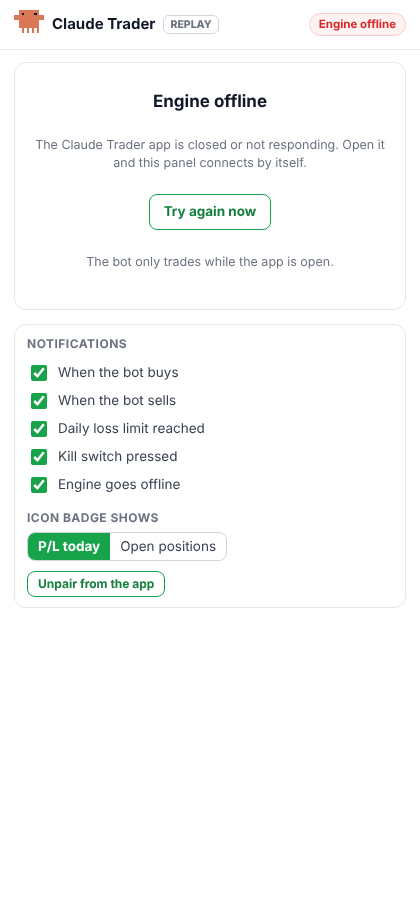 Claude Trader REPLAY Engine offline
Engine offline
The Claude Trader app is closed or not responding. Open it
and this panel connects by itself.
Try again now
The bot only trades while the app is open.
NOTIFICATIONS
When the bot buys
When the bot sells
Daily loss limit reached
Kill switch pressed
Engine goes offline
ICON BADGE SHOWS
P/L today Open positions
Unpair from the app